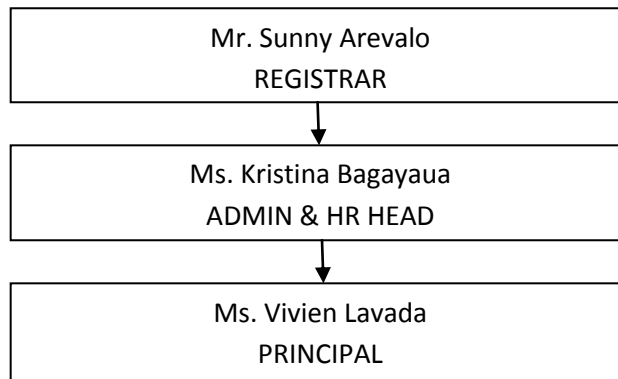 Mr. Sunny Arevalo
REGISTRAR
Ms. Kristina Bagayaua
ADMIN & HR HEAD
Ms. Vivien Lavada
PRINCIPAL